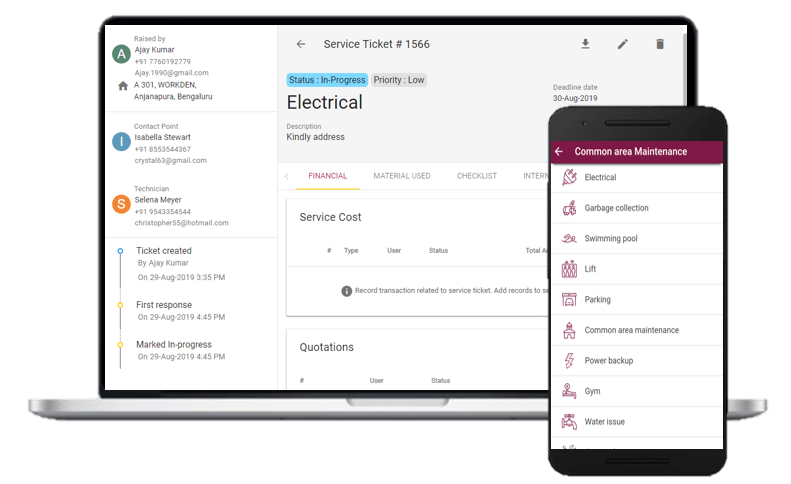 Raised by
A
Ajay Kumar
+91 7760192779
Ajay.1990@gmail.com
A 301, WORKDEN,
Anjanapura, Bengaluru
Contact Point
I
Isabella Stewart
+91 8553544367
crystal63@gmail.com
Technician
S
Selena Meyer
+91 9543354544
christopher55@hotmail.com
Ticket created
By Ajay Kumar
On 29-Aug-2019 3:35 PM
First response
On 29-Aug-2019 4:45 PM
Marked In-progress
On 29-Aug-2019 4:45 PM
Service Ticket # 1566
Status : In-Progress Priority : Low
Electrical
Deadline date
30-Aug-2019
Description
Kindly address
FINANCIAL MATERIAL USED CHECKLIST INTERN
Service Cost
# Type User Status Total A
Record transaction related to service ticket. Add records to se
Quotations
# User Status
Common area Maintenance
Electrical
Garbage collection
Swimming pool
Lift
Parking
Common area maintenance
Power backup
Gym
Water issue